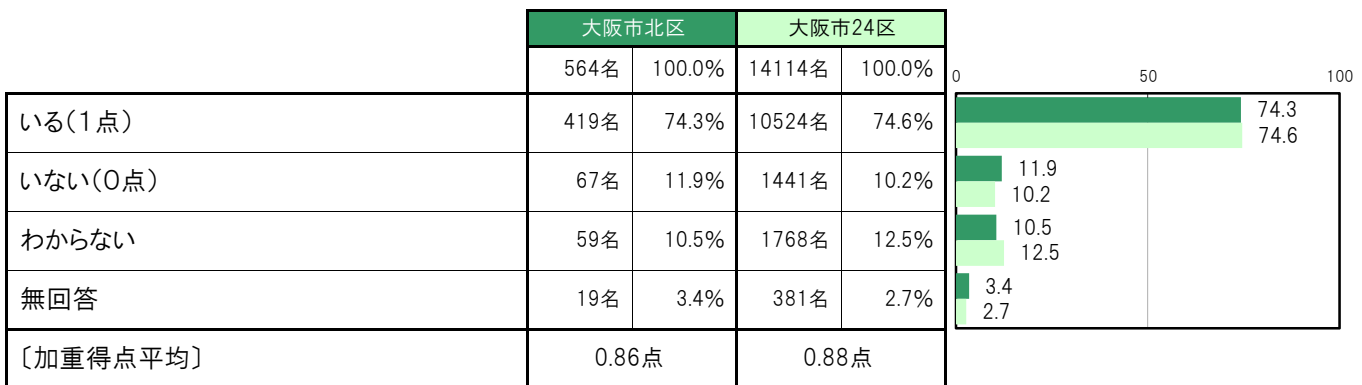 大阪市北区 大阪市24区
564名 100.0% 14114名 100.0% 0 50 100
いる(1点) 419名 74.3% 10524名 74.6% 74.3
74.6
いない(0点) 67名 11.9% 1441名 10.2% 11.9
10.2
わからない 59名 10.5% 1768名 12.5% 10.5
12.5
無回答 19名 3.4% 381名 2.7% 3.4
2.7
〔加重得点平均〕 0.86点 0.88点